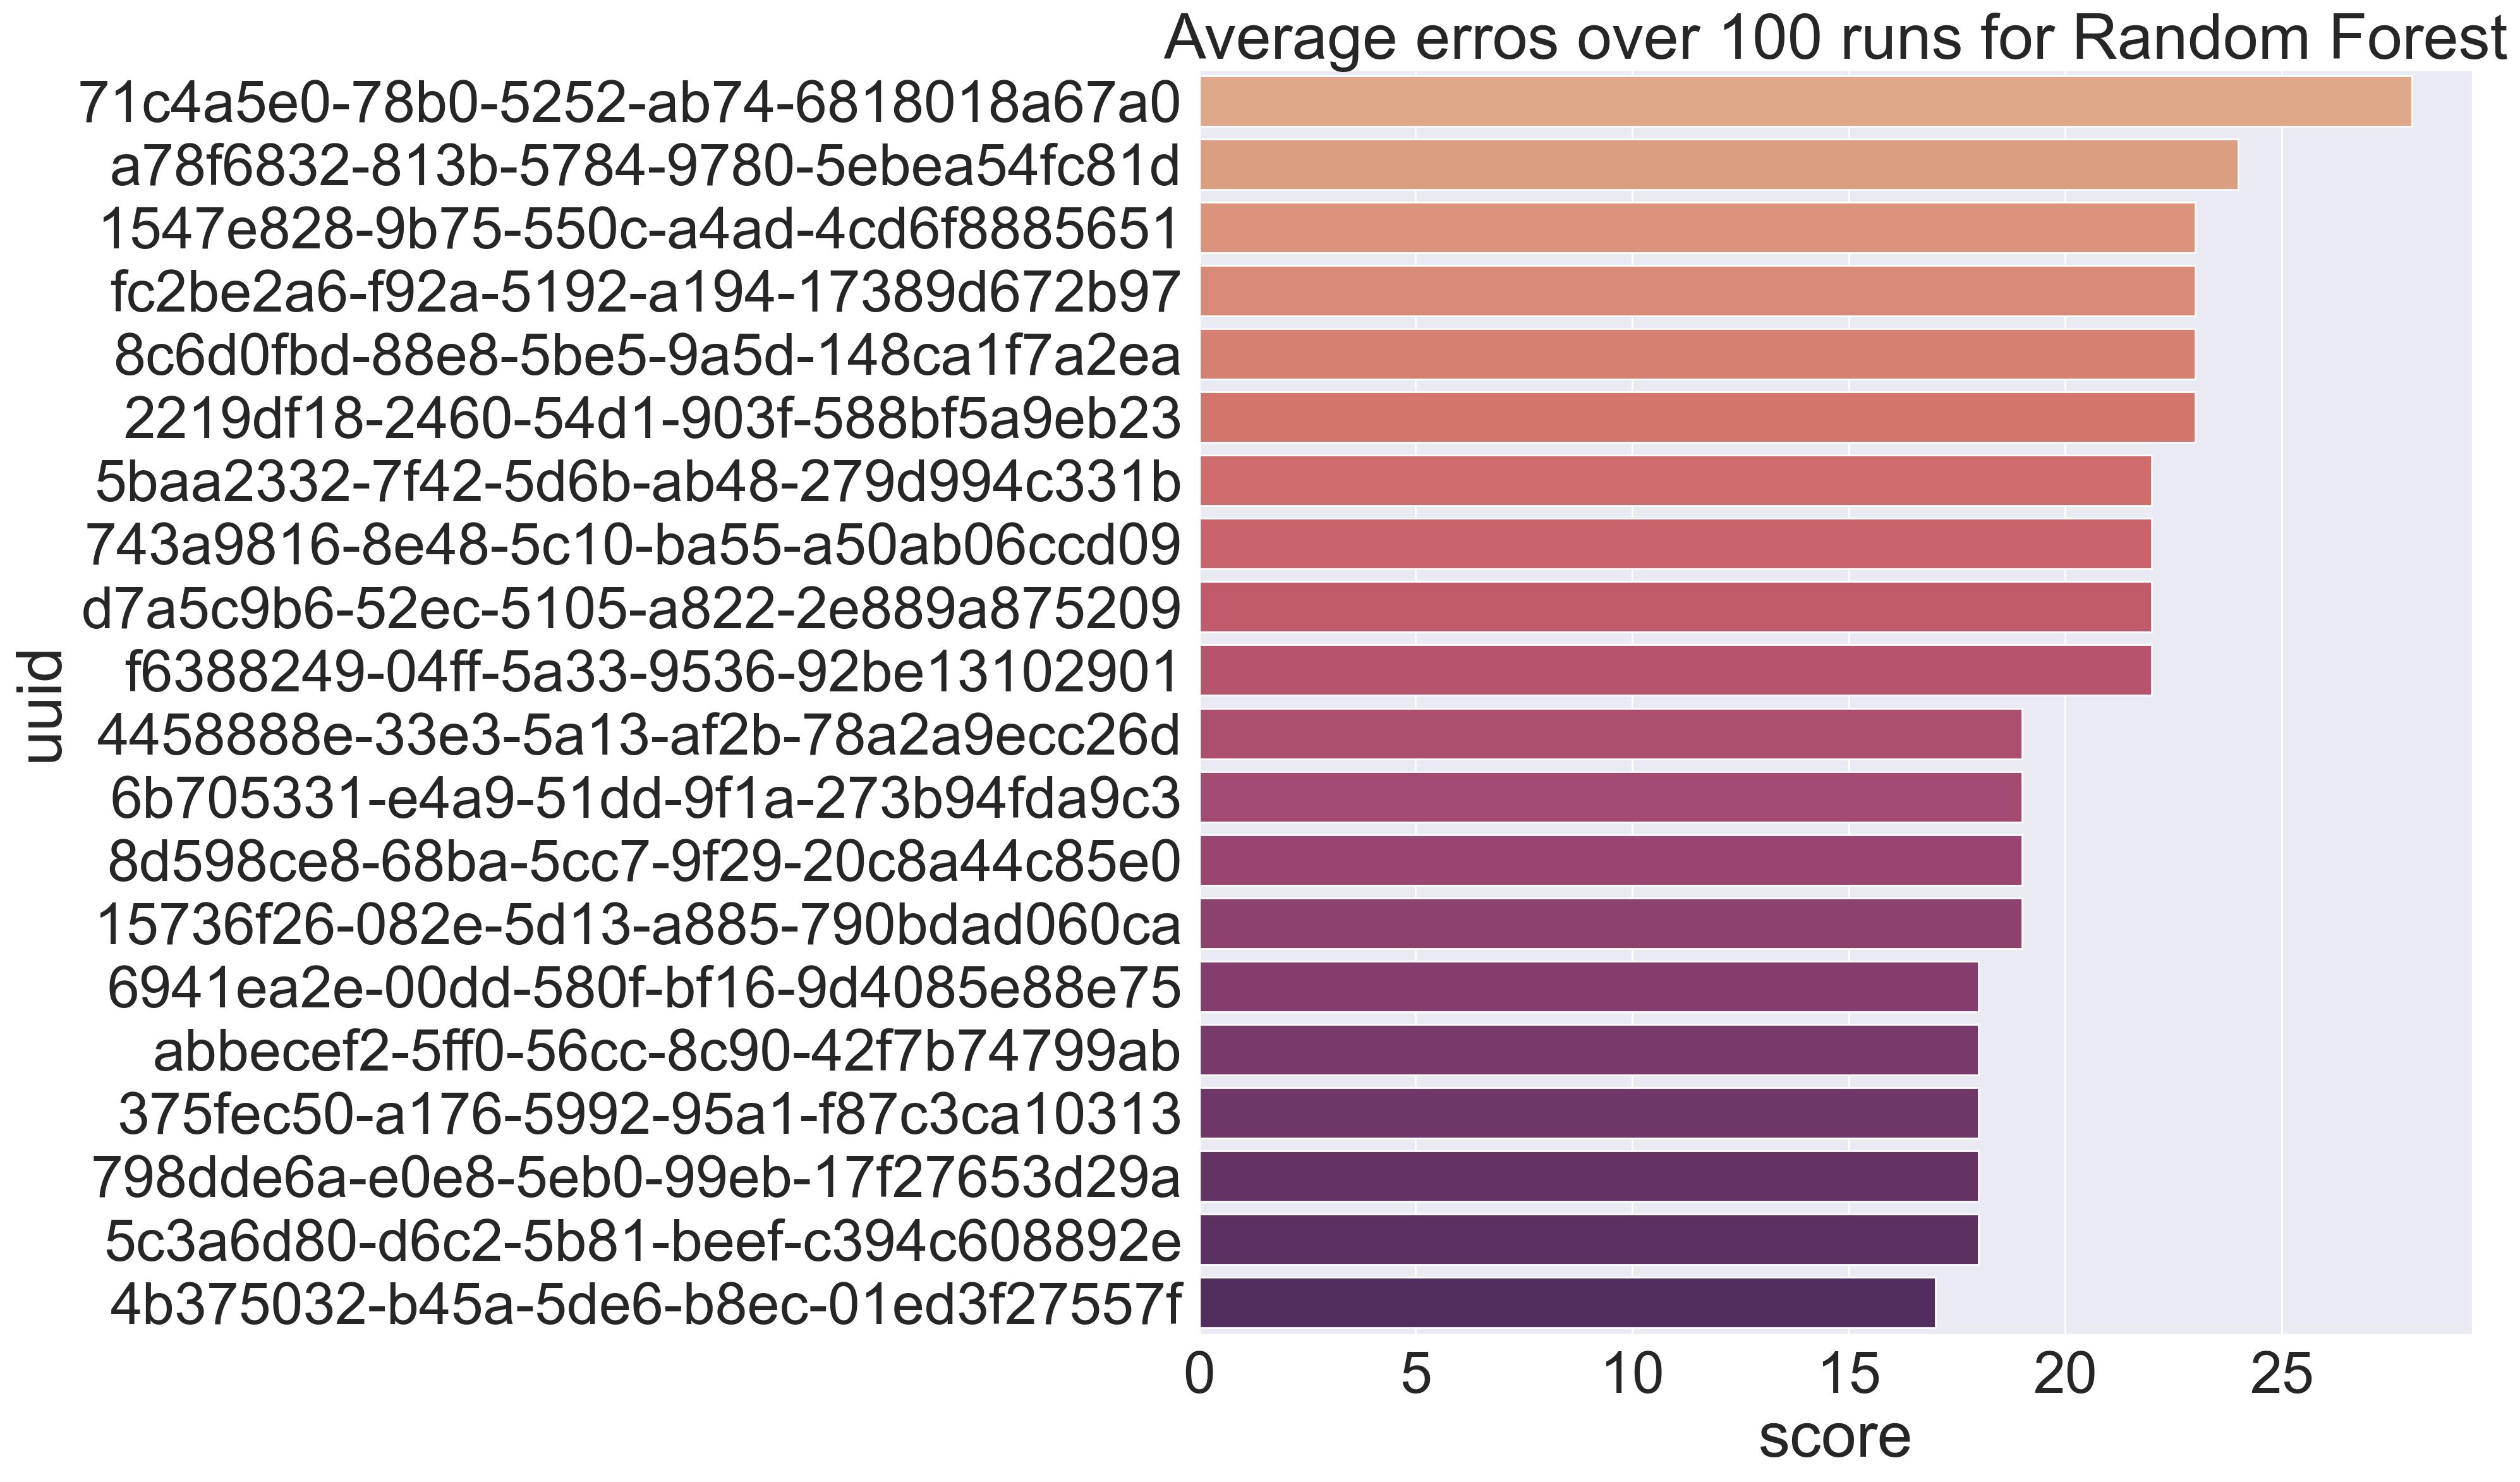 Average erros over 100 runs for Random Forest
71c4a5e0-78b0-5252-ab74-6818018a67a0
a78f6832-813b-5784-9780-5ebea54fc81d
1547e828-9b75-550c-a4ad-4cd6f8885651
fc2be2a6-f92a-5192-a194-17389d672b97
8c6d0fbd-88e8-5be5-9a5d-148ca1f7a2ea
2219df18-2460-54d1-903f-588bf5a9eb23
5baa2332-7f42-5d6b-ab48-279d994c331b
743a9816-8e48-5c10-ba55-a50ab06ccd09
d7a5c9b6-52ec-5105-a822-2e889a875209
f6388249-04ff-5a33-9536-92be13102901
4458888e-33e3-5a13-af2b-78a2a9ecc26d
6b705331-e4a9-51dd-9f1a-273b94fda9c3
8d598ce8-68ba-5cc7-9f29-20c8a44c85e0
15736f26-082e-5d13-a885-790bdad060ca
6941ea2e-00dd-580f-bf16-9d4085e88e75
abbecef2-5ff0-56cc-8c90-42f7b74799ab
375fec50-a176-5992-95a1-f87c3ca10313
798dde6a-e0e8-5eb0-99eb-17f27653d29a
5c3a6d80-d6c2-5b81-beef-c394c608892e
4b375032-b45a-5de6-b8ec-01ed3f27557f
uuid
0 5 10 15 20 25
score